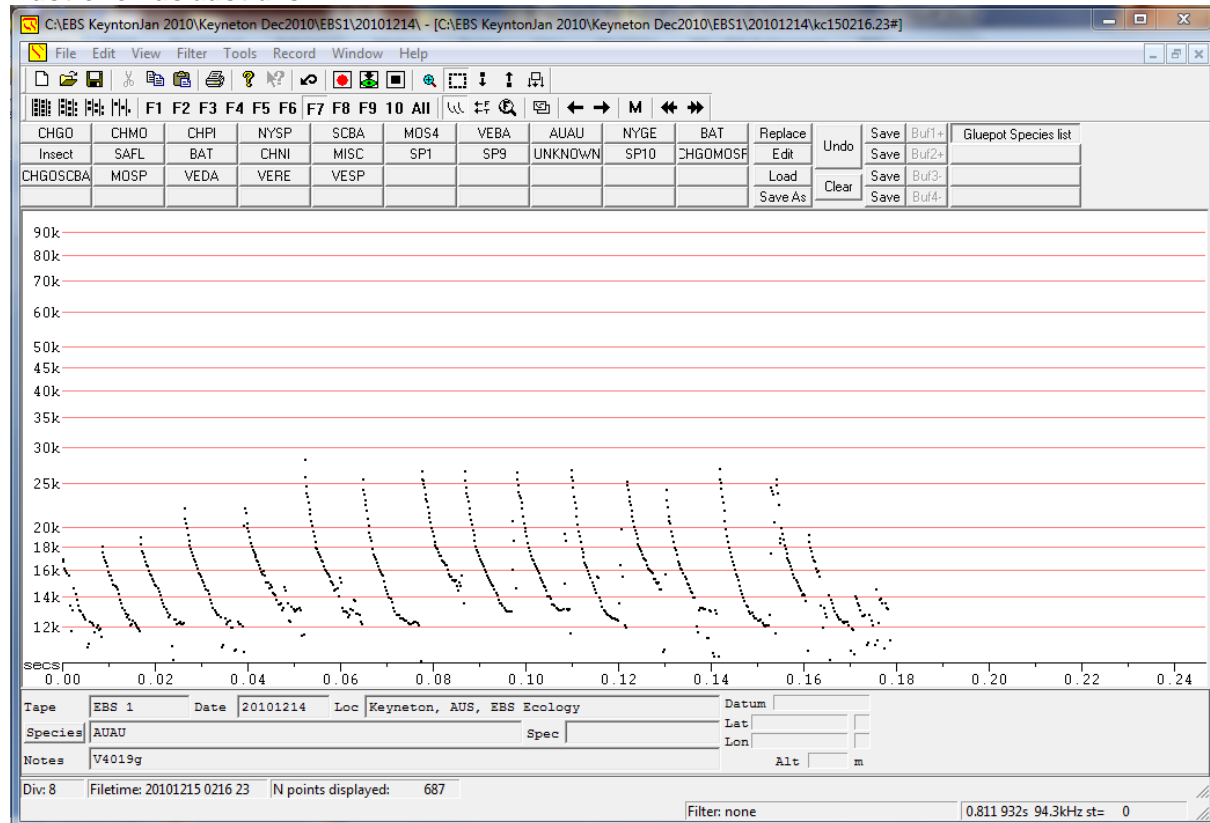 C:\EBS KeyntonJan 2010\Keyneton Dec2010\EBS1\20101214\ - [C:\EBS KeyntonJan 2010\Keyneton Dec2010\EBS1\20101214\kc150216.23#]
File Edit View Filter Tools Record Window Help
F1 F2 F3 F4 F5 F6 F7 F8 F9 10 All M
CHGO CHMO CHPI NYSP SCBA MOS4 VEBA AUAU NYGE BAT Replace Undo Save Buf1+ Gluepot Species list
Insect SAFL BAT CHNI MISC SP1 SP9 UNKNOWN SP10 CHGOMOSF Edit Save Buf2+
CHGOSCBA MOSP VEDA VERE VESP Load Clear Save Buf3-
Save As Save Buf4-
90k
80k
70k
60k
50k
45k
40k
35k
30k
25k
20k
18k
16k
14k
12k
secs
0.00 0.02 0.04 0.06 0.08 0.10 0.12 0.14 0.16 0.18 0.20 0.22 0.24
Tape EBS 1 Date 20101214 Loc Keyneton, AUS, EBS Ecology Datum
Species AUAU Spec Lat
Lon
Notes V4019g Alt m
Div: 8 Filetime: 20101215 0216 23 N points displayed: 687
Filter: none 0.811 932s 94.3kHz st= 0